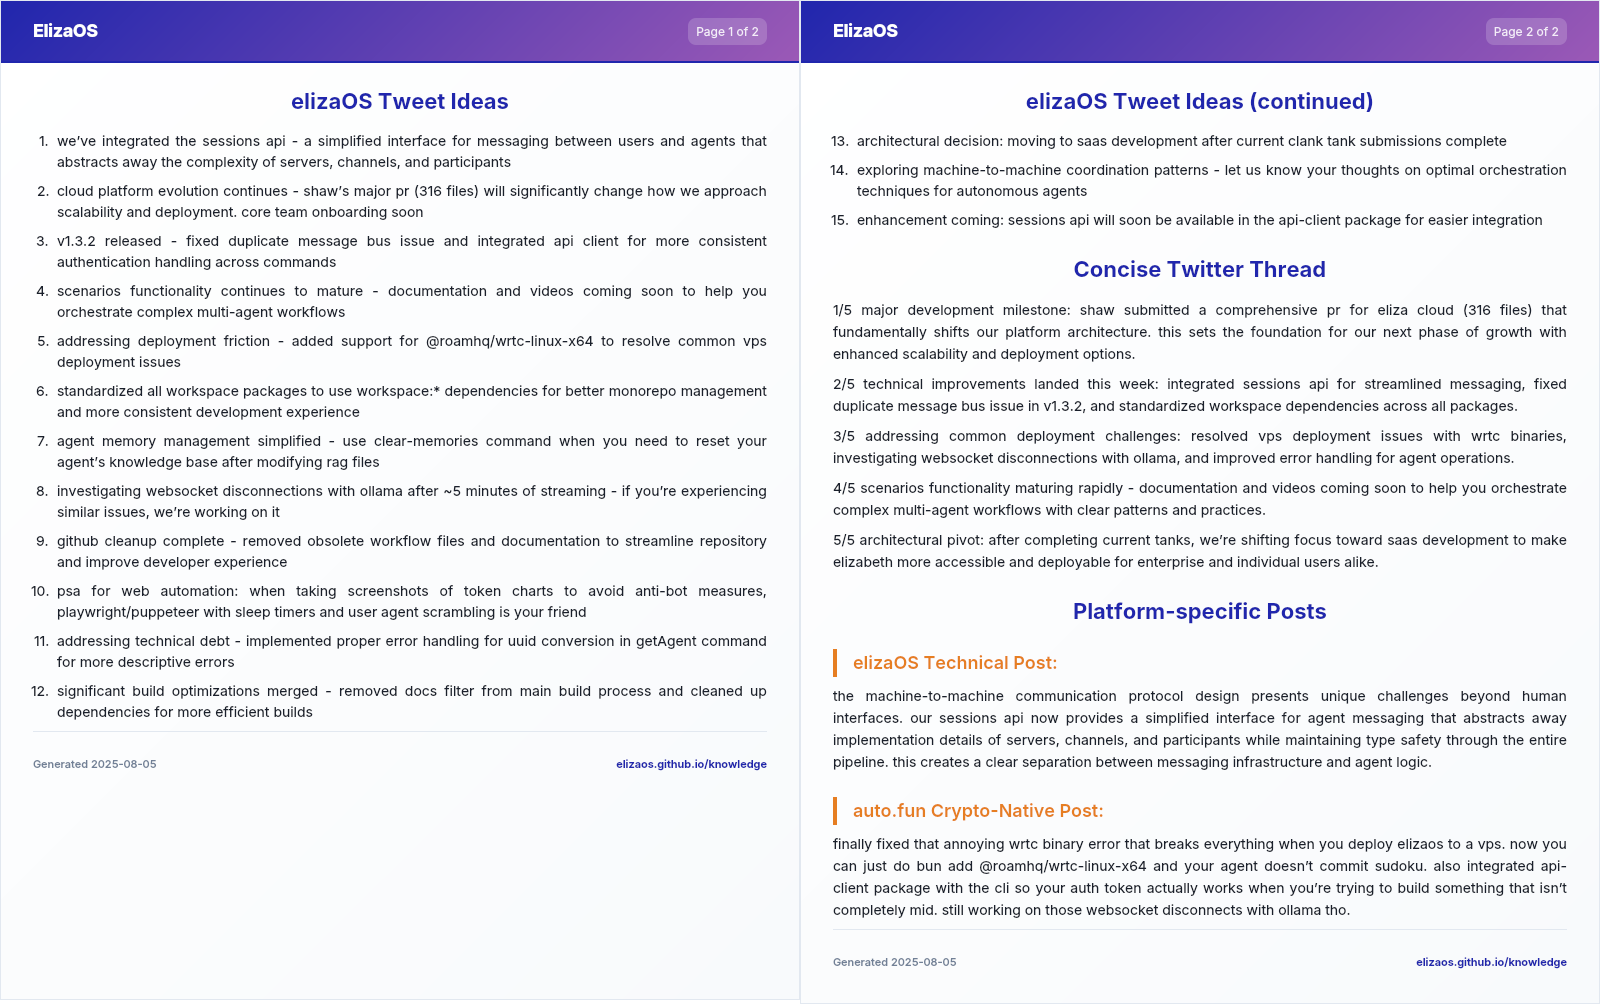 ElizaOS
Page 1 of 2
elizaOS Tweet Ideas
1. we’ve integrated the sessions api - a simplified interface for messaging between users and agents that
abstracts away the complexity of servers, channels, and participants
2. cloud platform evolution continues - shaw’s major pr (316 files) will significantly change how we approach
scalability and deployment. core team onboarding soon
3. v1.3.2 released - fixed duplicate message bus issue and integrated api client for more consistent
authentication handling across commands
4. scenarios functionality continues to mature - documentation and videos coming soon to help you
orchestrate complex multi-agent workflows
5. addressing deployment friction - added support for @roamhq/wrtc-linux-x64 to resolve common vps
deployment issues
6. standardized all workspace packages to use workspace:* dependencies for better monorepo management
and more consistent development experience
7. agent memory management simplified - use clear-memories command when you need to reset your
agent’s knowledge base after modifying rag files
8. investigating websocket disconnections with ollama after ~5 minutes of streaming - if you’re experiencing
similar issues, we’re working on it
9. github cleanup complete - removed obsolete workflow files and documentation to streamline repository
and improve developer experience
10. psa for web automation: when taking screenshots of token charts to avoid anti-bot measures,
playwright/puppeteer with sleep timers and user agent scrambling is your friend
11. addressing technical debt - implemented proper error handling for uuid conversion in getAgent command
for more descriptive errors
12. significant build optimizations merged - removed docs filter from main build process and cleaned up
dependencies for more efficient builds
Generated 2025-08-05
elizaos.github.io/knowledge
ElizaOS
Page 2 of 2
elizaOS Tweet Ideas (continued)
13. architectural decision: moving to saas development after current clank tank submissions complete
14. exploring machine-to-machine coordination patterns - let us know your thoughts on optimal orchestration
techniques for autonomous agents
15. enhancement coming: sessions api will soon be available in the api-client package for easier integration
Concise Twitter Thread
1/5 major development milestone: shaw submitted a comprehensive pr for eliza cloud (316 files) that
fundamentally shifts our platform architecture. this sets the foundation for our next phase of growth with
enhanced scalability and deployment options.
2/5 technical improvements landed this week: integrated sessions api for streamlined messaging, fixed
duplicate message bus issue in v1.3.2, and standardized workspace dependencies across all packages.
3/5 addressing common deployment challenges: resolved vps deployment issues with wrtc binaries,
investigating websocket disconnections with ollama, and improved error handling for agent operations.
4/5 scenarios functionality maturing rapidly - documentation and videos coming soon to help you orchestrate
complex multi-agent workflows with clear patterns and practices.
5/5 architectural pivot: after completing current tanks, we’re shifting focus toward saas development to make
elizabeth more accessible and deployable for enterprise and individual users alike.
Platform-specific Posts
elizaOS Technical Post:
the machine-to-machine communication protocol design presents unique challenges beyond human
interfaces. our sessions api now provides a simplified interface for agent messaging that abstracts away
implementation details of servers, channels, and participants while maintaining type safety through the entire
pipeline. this creates a clear separation between messaging infrastructure and agent logic.
auto.fun Crypto-Native Post:
finally fixed that annoying wrtc binary error that breaks everything when you deploy elizaos to a vps. now you
can just do bun add @roamhq/wrtc-linux-x64 and your agent doesn’t commit sudoku. also integrated api-
client package with the cli so your auth token actually works when you’re trying to build something that isn’t
completely mid. still working on those websocket disconnects with ollama tho.
Generated 2025-08-05
elizaos.github.io/knowledge